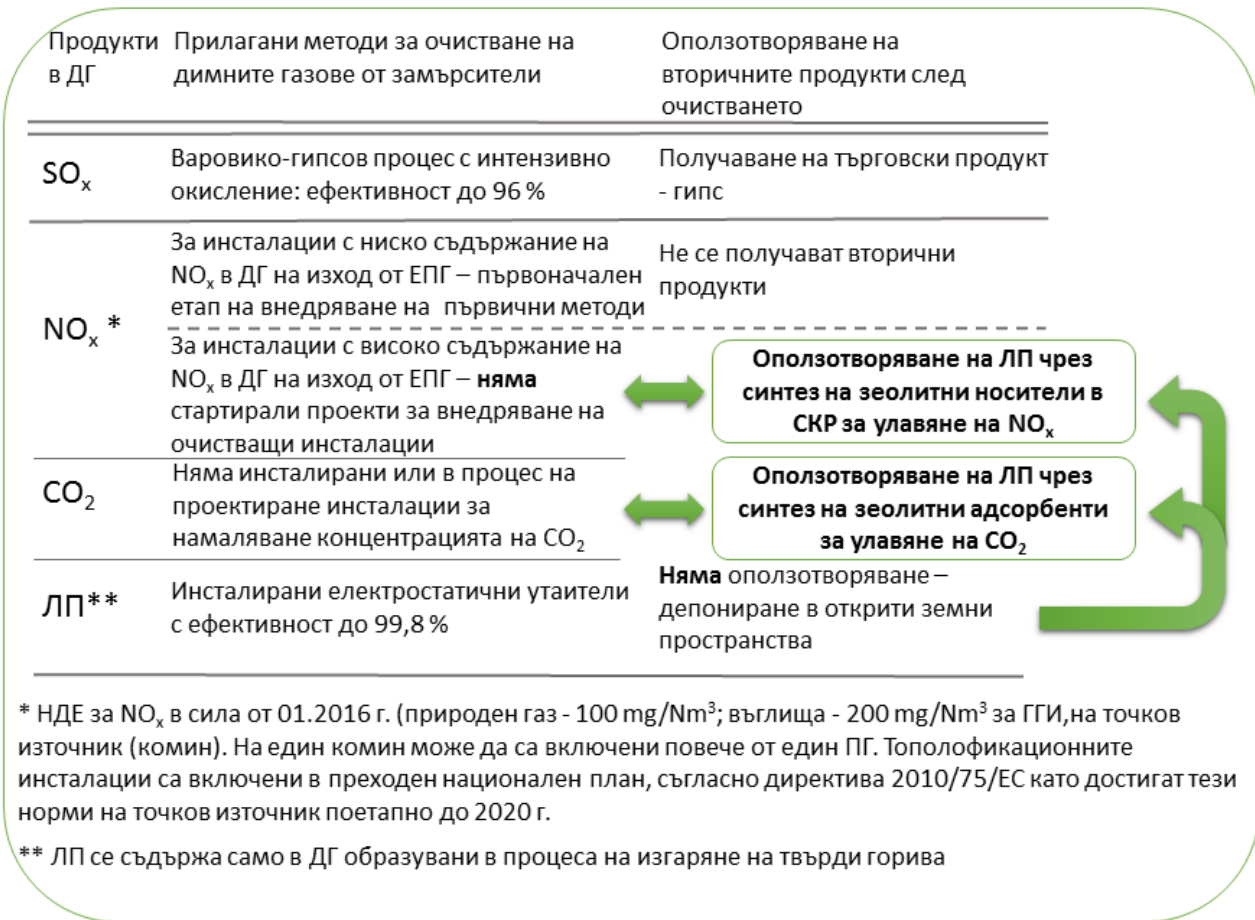 Продукти в ДГ
Прилагани методи за очистване на димните газове от замърсители
Оползотворяване на вторичните продукти след очистването
SOₓ
Варовико-гипсов процес с интензивно
окисление: ефективност до 96 %
Получаване на търговски продукт
- гипс
NOₓ *
За инсталации с ниско съдържание на
NOₓ в ДГ на изход от ЕПГ – първоначален
етап на внедряване на първични методи
Не се получават вторични
продукти
За инсталации с високо съдържание на
NOₓ в ДГ на изход от ЕПГ – няма
стартирали проекти за внедряване на
очистващи инсталации
Оползотворяване на ЛП чрез
синтез на зеолитни носители в
СКР за улавяне на NOₓ
CO₂
Няма инсталирани или в процес на
проектиране инсталации за
намаляване концентрацията на CO₂
Оползотворяване на ЛП чрез
синтез на зеолитни адсорбенти
за улавяне на CO₂
ЛП**
Инсталирани електростатични утаители
с ефективност до 99,8 %
Няма оползотворяване –
депониране в открити земни
пространства
* НДЕ за NOₓ в сила от 01.2016 г. (природен газ - 100 mg/Nm³; въглища - 200 mg/Nm³ за ГГИ,на точков
източник (комин). На един комин може да са включени повече от един ПГ. Тополофикационните
инсталации са включени в преходен национален план, съгласно директива 2010/75/ЕС като достигат тези
норми на точков източник поетапно до 2020 г.
** ЛП се съдържа само в ДГ образувани в процеса на изгаряне на твърди горива